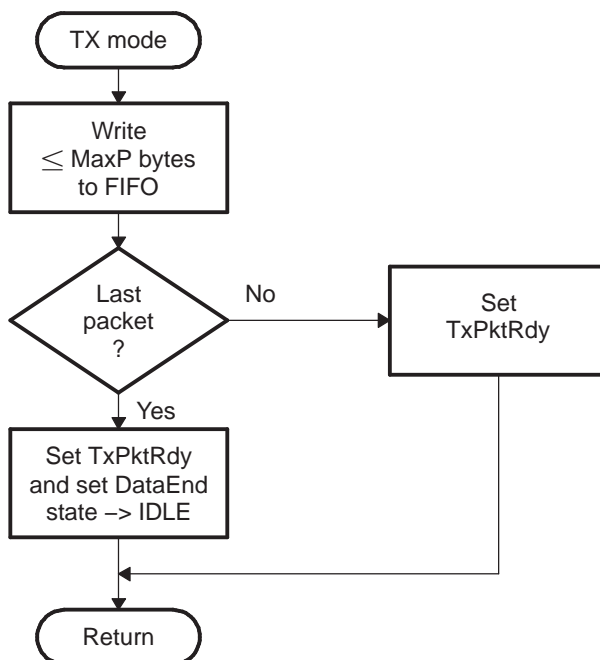 TX mode
Write
≤ MaxP bytes
to FIFO
Last
packet
?
No
Set
TxPktRdy
Yes
Set TxPktRdy
and set DataEnd
state −> IDLE
Return